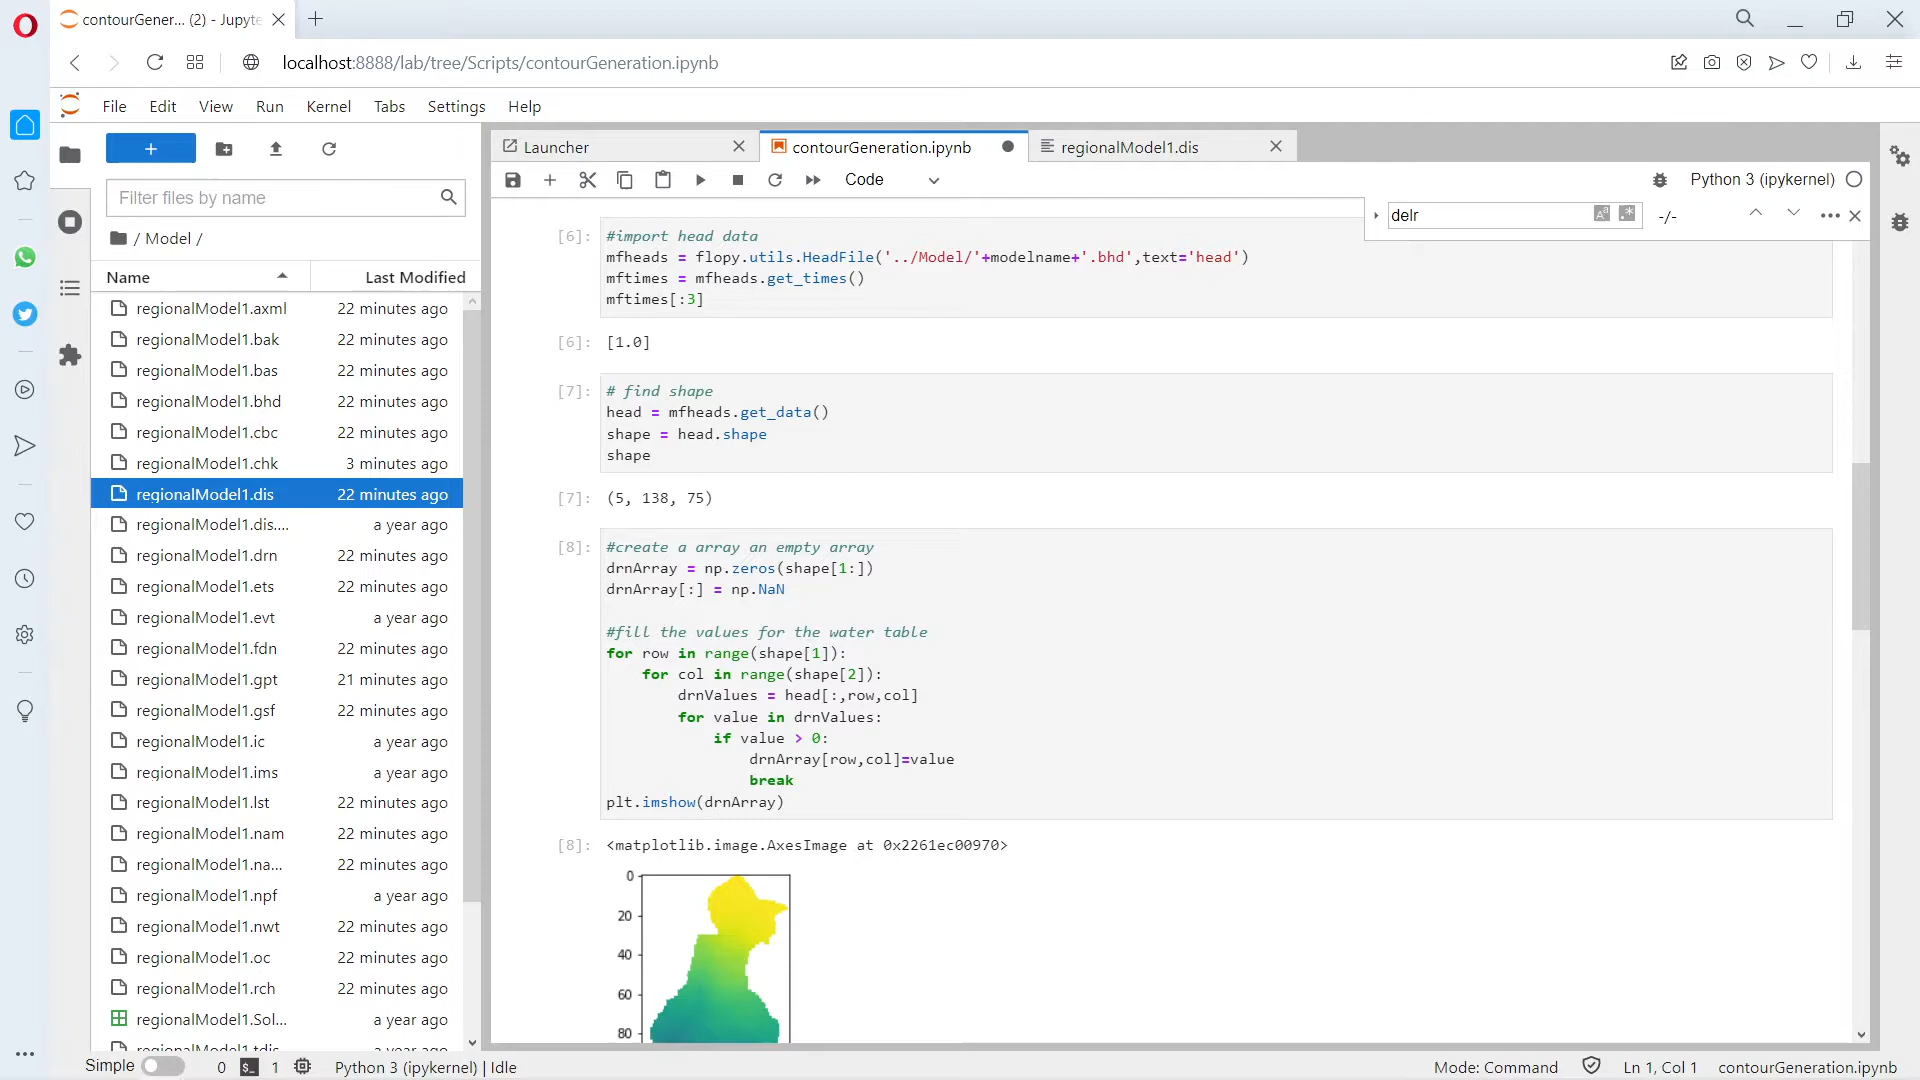 contourGener... (2) - Jupyte
localhost:8888/lab/tree/Scripts/contourGeneration.ipynb
File Edit View Run Kernel Tabs Settings Help
Filter files by name
/ Model /
Name Last Modified
regionalModel1.axml 22 minutes ago
regionalModel1.bak 22 minutes ago
regionalModel1.bas 22 minutes ago
regionalModel1.bhd 22 minutes ago
regionalModel1.cbc 22 minutes ago
regionalModel1.chk 3 minutes ago
regionalModel1.dis 22 minutes ago
regionalModel1.dis.... a year ago
regionalModel1.drn 22 minutes ago
regionalModel1.ets 22 minutes ago
regionalModel1.evt a year ago
regionalModel1.fdn 22 minutes ago
regionalModel1.gpt 21 minutes ago
regionalModel1.gsf 22 minutes ago
regionalModel1.ic a year ago
regionalModel1.ims a year ago
regionalModel1.lst 22 minutes ago
regionalModel1.nam 22 minutes ago
regionalModel1.na... 22 minutes ago
regionalModel1.npf a year ago
regionalModel1.nwt 22 minutes ago
regionalModel1.oc 22 minutes ago
regionalModel1.rch 22 minutes ago
regionalModel1.Sol... a year ago
regionalModel1.tdis a year ago
Launcher contourGeneration.ipynb regionalModel1.dis
Code Python 3 (ipykernel)
delr -/-
[6]: #import head data
mfheads = flopy.utils.HeadFile('../Model/'+modelname+'.bhd',text='head')
mftimes = mfheads.get_times()
mftimes[:3]
[6]: [1.0]
[7]: # find shape
head = mfheads.get_data()
shape = head.shape
shape
[7]: (5, 138, 75)
[8]: #create a array an empty array
drnArray = np.zeros(shape[1:])
drnArray[:] = np.NaN
#fill the values for the water table
for row in range(shape[1]):
for col in range(shape[2]):
drnValues = head[:,row,col]
for value in drnValues:
if value > 0:
drnArray[row,col]=value
break
plt.imshow(drnArray)
[8]: <matplotlib.image.AxesImage at 0x2261ec00970>
0
20
40
60
80
Simple 0 1 Python 3 (ipykernel) | Idle Mode: Command Ln 1, Col 1 contourGeneration.ipynb